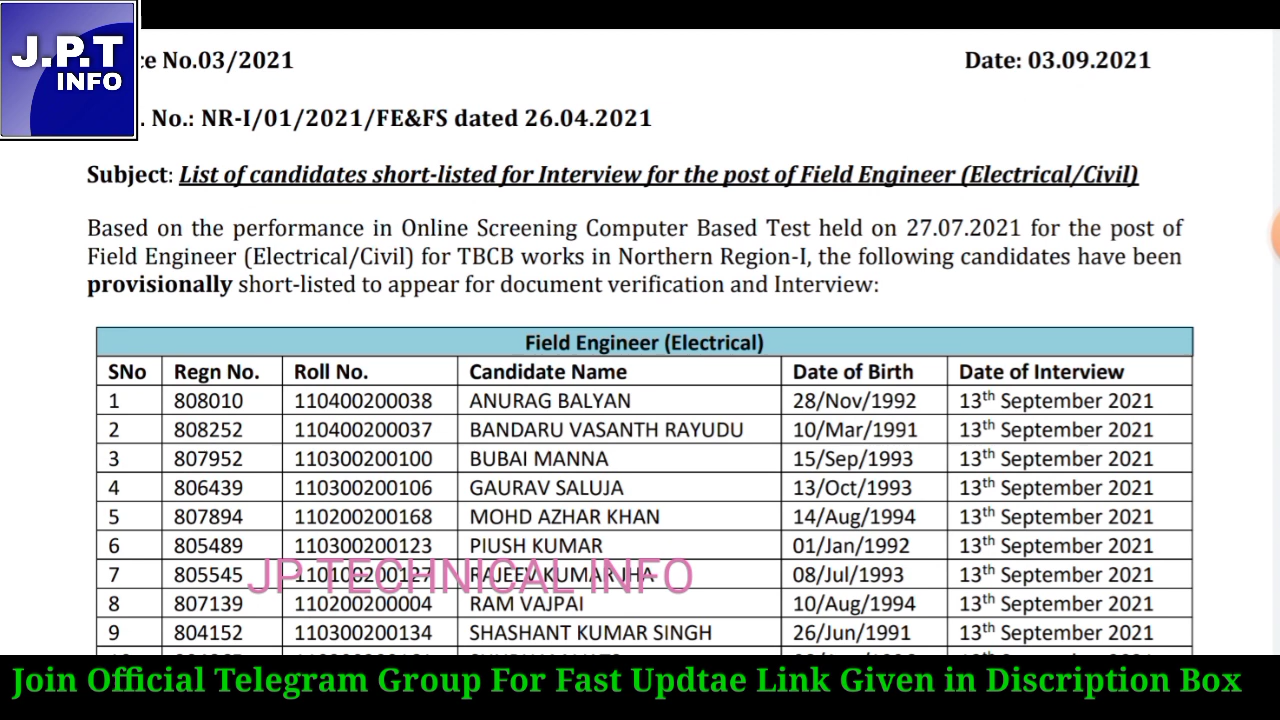 J.P.T
INFO
ce No.03/2021 Date: 03.09.2021
. No.: NR-I/01/2021/FE&FS dated 26.04.2021
Subject: List of candidates short-listed for Interview for the post of Field Engineer (Electrical/Civil)
Based on the performance in Online Screening Computer Based Test held on 27.07.2021 for the post of
Field Engineer (Electrical/Civil) for TBCB works in Northern Region-I, the following candidates have been
provisionally short-listed to appear for document verification and Interview:
Field Engineer (Electrical)
SNo Regn No. Roll No. Candidate Name Date of Birth Date of Interview
1 808010 110400200038 ANURAG BALYAN 28/Nov/1992 13th September 2021
2 808252 110400200037 BANDARU VASANTH RAYUDU 10/Mar/1991 13th September 2021
3 807952 110300200100 BUBAI MANNA 15/Sep/1993 13th September 2021
4 806439 110300200106 GAURAV SALUJA 13/Oct/1993 13th September 2021
5 807894 110200200168 MOHD AZHAR KHAN 14/Aug/1994 13th September 2021
6 805489 110300200123 PIUSH KUMAR 01/Jan/1992 13th September 2021
7 805545 110100200127 RAJEEV KUMAR JHA 08/Jul/1993 13th September 2021
JP TECHNICAL INFO
8 807139 110200200004 RAM VAJPAI 10/Aug/1994 13th September 2021
9 804152 110300200134 SHASHANT KUMAR SINGH 26/Jun/1991 13th September 2021
Join Official Telegram Group For Fast Updtae Link Given in Discription Box